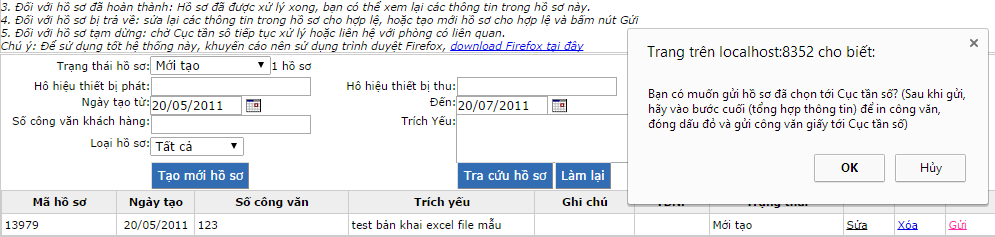 3. Đối với hồ sơ đã hoàn thành: Hồ sơ đã được xử lý xong, bạn có thể xem lại các thông tin trong hồ sơ này.
4. Đối với hồ sơ bị trả về: sửa lại các thông tin trong hồ sơ cho hợp lệ, hoặc tạo mới hồ sơ cho hợp lệ và bấm nút Gửi
5. Đối với hồ sơ tạm dừng: chờ Cục tần số tiếp tục xử lý hoặc liên hệ với phòng có liên quan.
Chú ý: Để sử dụng tốt hệ thống này, khuyến cáo nên sử dụng trình duyệt Firefox, download Firefox tại đây
Trạng thái hồ sơ: Mới tạo 1 hồ sơ
Hô hiệu thiết bị phát: Hô hiệu thiết bị thu:
Ngày tạo từ: 20/05/2011 Đến: 20/07/2011
Số công văn khách hàng: Trích Yếu:
Loại hồ sơ: Tất cả
Tạo mới hồ sơ Tra cứu hồ sơ Làm lại
Trang trên localhost:8352 cho biết:
Bạn có muốn gửi hồ sơ đã chọn tới Cục tần số? (Sau khi gửi,
hãy vào bước cuối (tổng hợp thông tin) để in công văn,
đóng dấu đỏ và gửi công văn giấy tới Cục tần số)
OK Hủy
Mã hồ sơ Ngày tạo Số công văn Trích yếu Ghi chú
13979 20/05/2011 123 test bản khai excel file mẫu Mới tạo Sửa Xóa Gửi